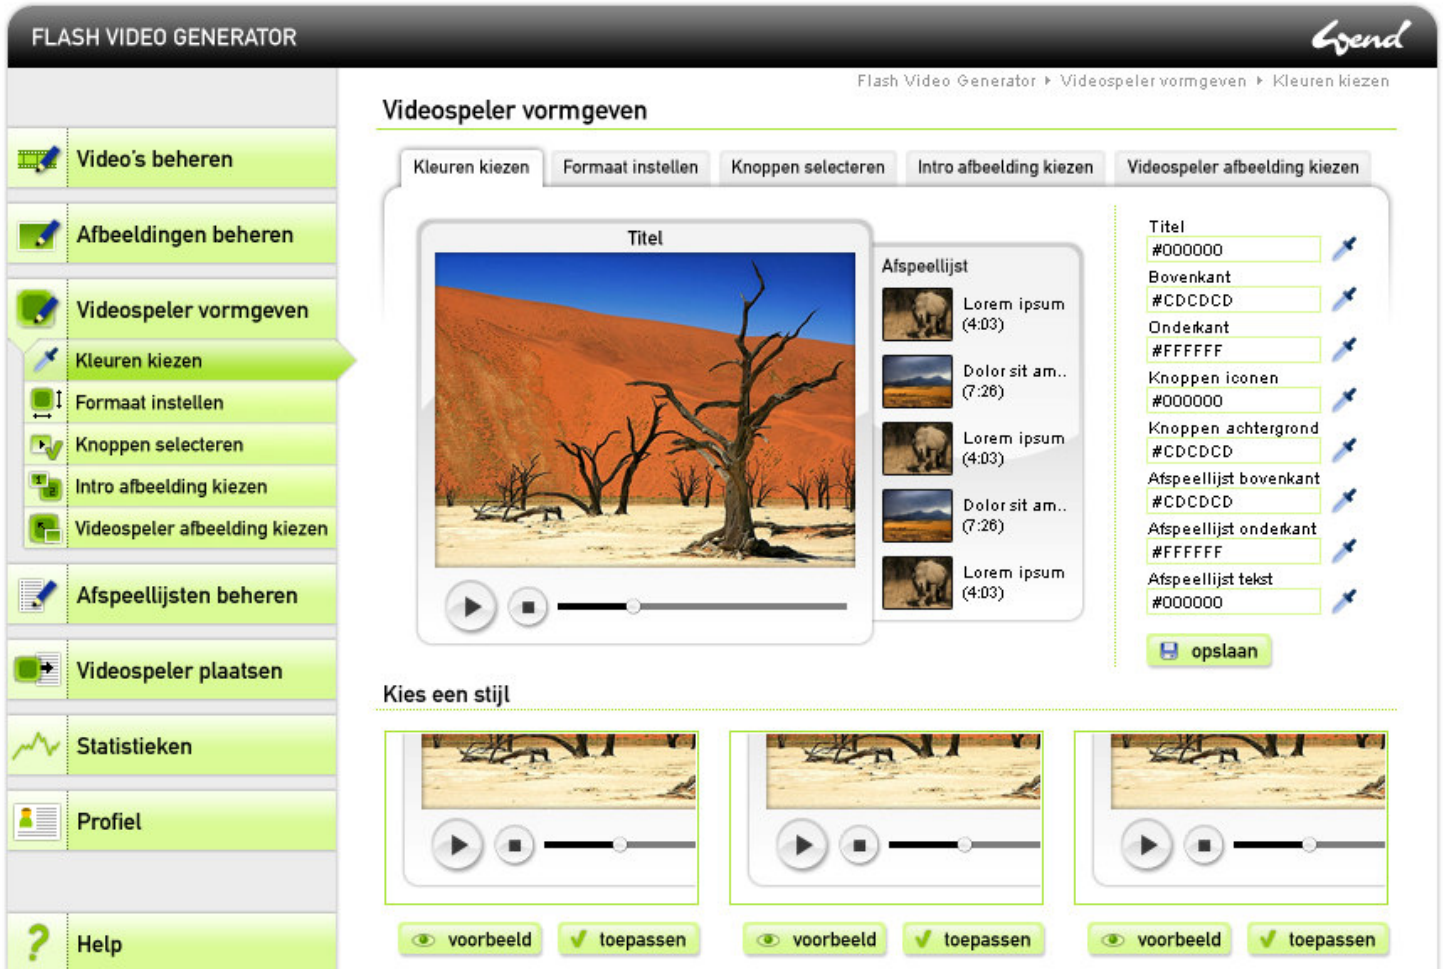 FLASH VIDEO GENERATOR
Wend
Flash Video Generator Videospeler vormgeven Kleuren kiezen
Video's beheren
Afbeeldingen beheren
Videospeler vormgeven
Kleuren kiezen
Formaat instellen
Knoppen selecteren
Intro afbeelding kiezen
Videospeler afbeelding kiezen
Afspeellijsten beheren
Videospeler plaatsen
Statistieken
Profiel
Help
Videospeler vormgeven
Kleuren kiezen Formaat instellen Knoppen selecteren Intro afbeelding kiezen Videospeler afbeelding kiezen
Titel
Afspeellijst
Lorem ipsum
(4:03)
Dolor sit am..
(7:26)
Lorem ipsum
(4:03)
Dolor sit am..
(7:26)
Lorem ipsum
(4:03)
Titel
#000000
Bovenkant
#CDCDCD
Onderkant
#FFFFFF
Knoppen iconen
#000000
Knoppen achtergrond
#CDCDCD
Afspeellijst bovenkant
#CDCDCD
Afspeellijst onderkant
#FFFFFF
Afspeellijst tekst
#000000
opslaan
Kies een stijl
voorbeeld toepassen voorbeeld toepassen voorbeeld toepassen